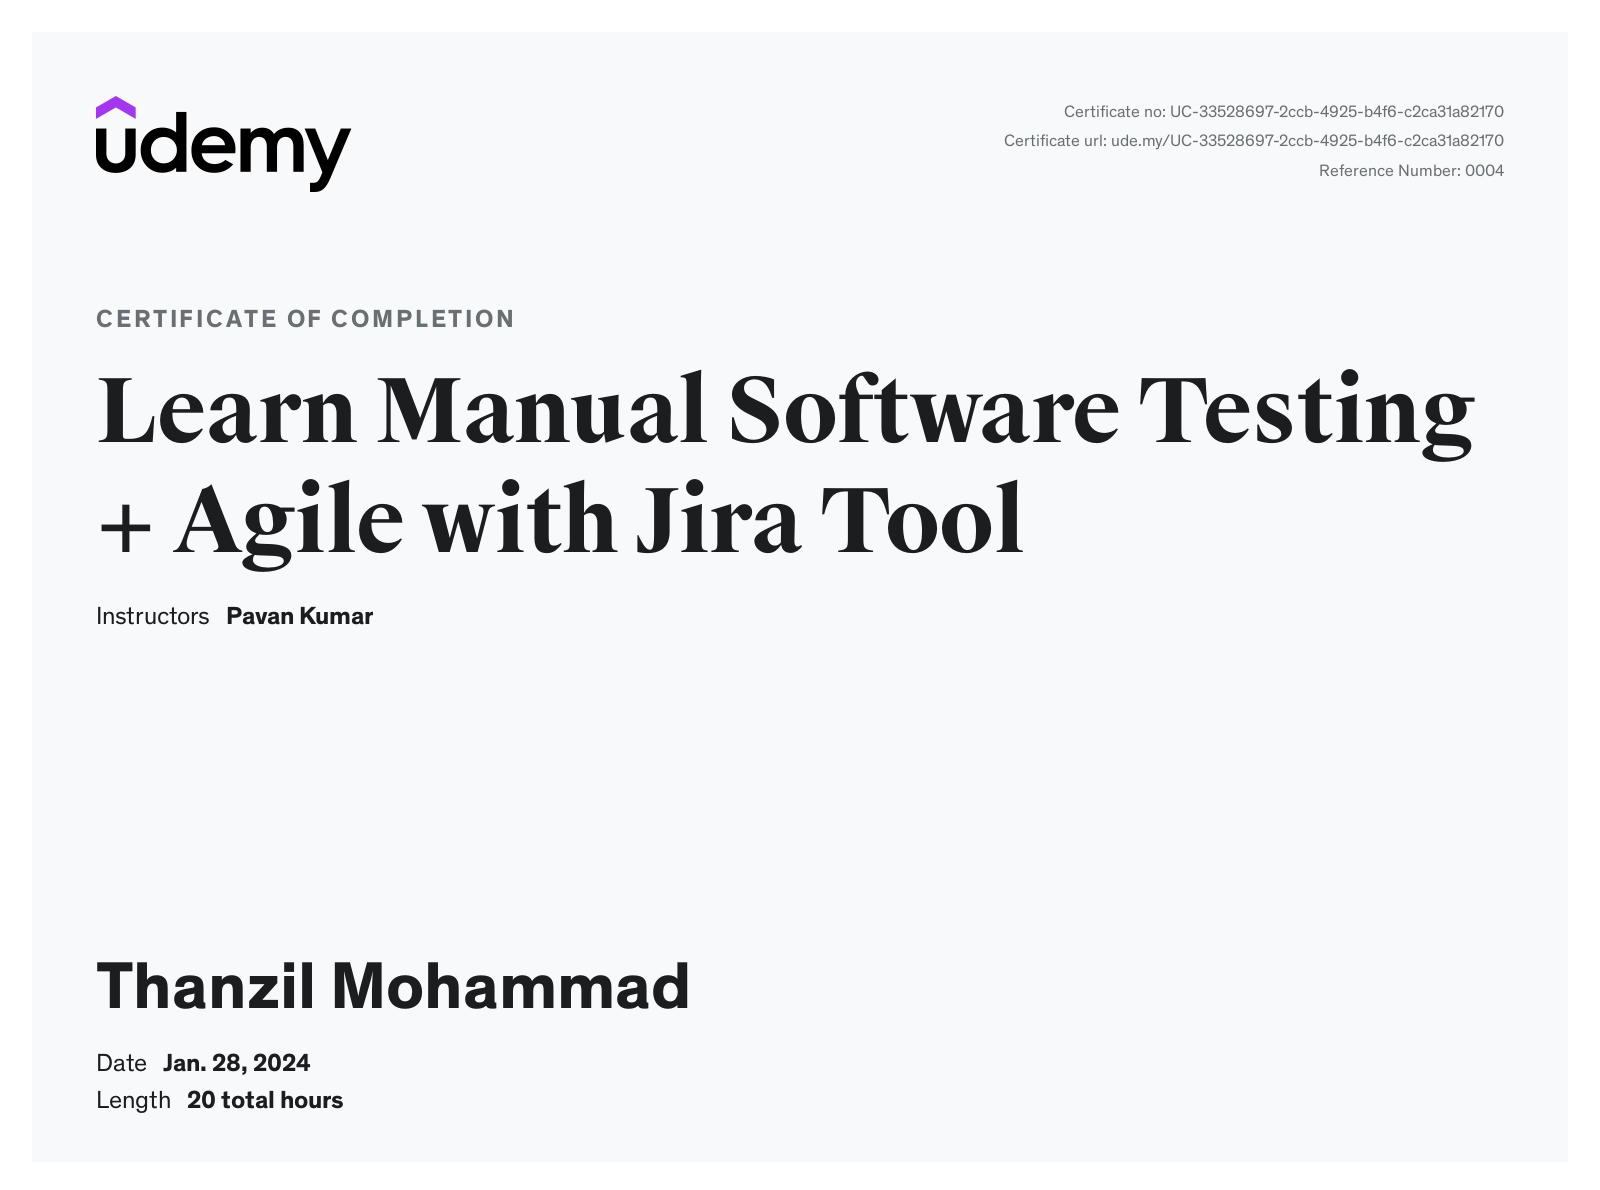 udemy
Certificate no: UC-33528697-2ccb-4925-b4f6-c2ca31a82170
Certificate url: ude.my/UC-33528697-2ccb-4925-b4f6-c2ca31a82170
Reference Number: 0004
CERTIFICATE OF COMPLETION
Learn Manual Software Testing
+ Agile with Jira Tool
Instructors Pavan Kumar
Thanzil Mohammad
Date Jan. 28, 2024
Length 20 total hours